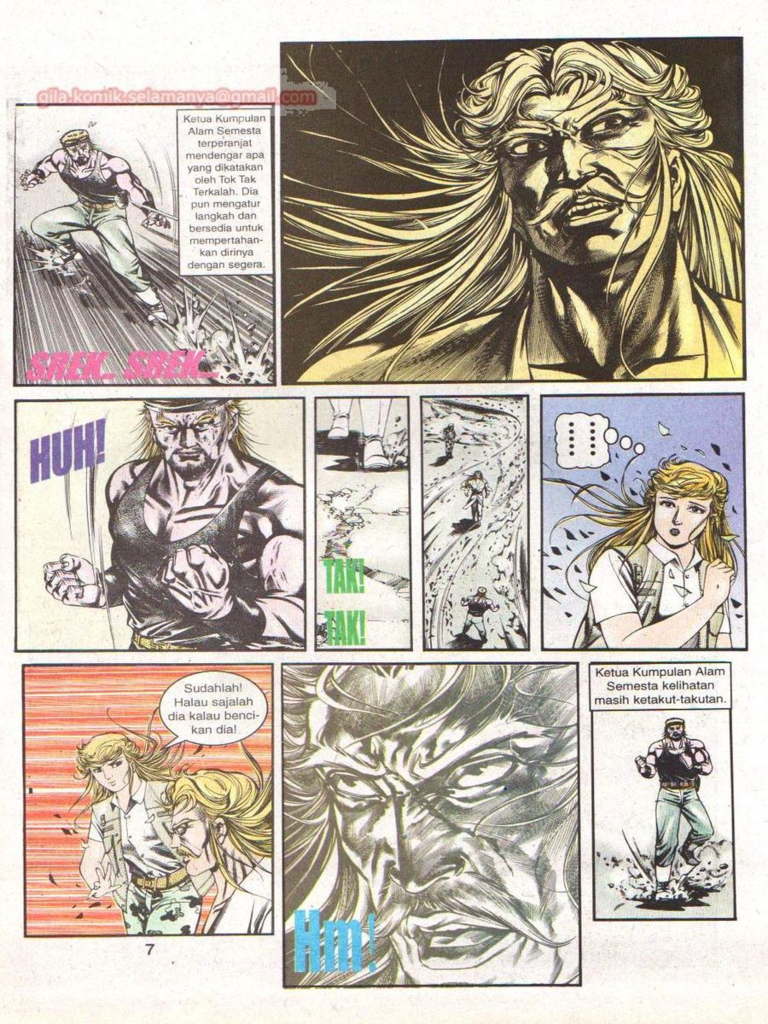 gila.komik.selamanya@gmail.com
Ketua Kumpulan
Alam Semesta
terperanjat
mendengar apa
yang dikatakan
oleh Tok Tak
Terkalah. Dia
pun mengatur
langkah dan
bersedia untuk
mempertahan-
kan dirinya
dengan segera.
SREK.. SREK..
HUH!
TAK!
TAK!
Sudahlah!
Halau sajalah
dia kalau benci-
kan dia!
Hm!
Ketua Kumpulan Alam
Semesta kelihatan
masih ketakut-takutan.
7